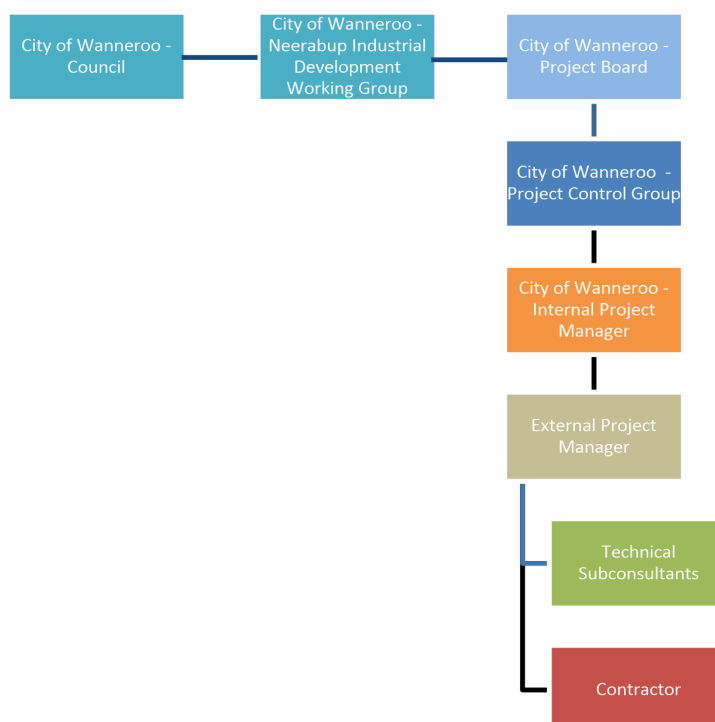 City of Wanneroo -
Council
City of Wanneroo -
Neerabup Industrial
Development
Working Group
City of Wanneroo -
Project Board
City of Wanneroo  -
Project Control Group
City of Wanneroo -
Internal Project
Manager
External Project
Manager
Technical
Subconsultants
Contractor